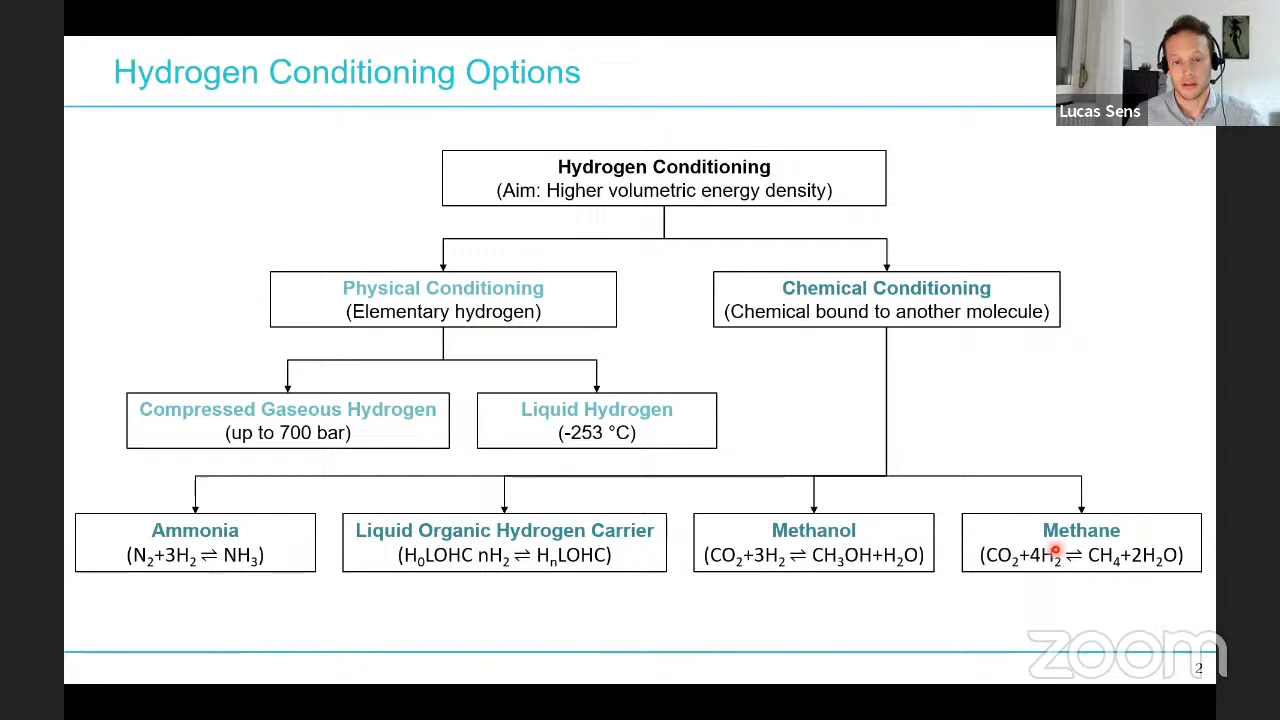 Hydrogen Conditioning Options
Lucas Sens
Hydrogen Conditioning
(Aim: Higher volumetric energy density)
Physical Conditioning
(Elementary hydrogen)
Chemical Conditioning
(Chemical bound to another molecule)
Compressed Gaseous Hydrogen
(up to 700 bar)
Liquid Hydrogen
(-253 °C)
Ammonia
(N₂+3H₂ ⇌ NH₃)
Liquid Organic Hydrogen Carrier
(H₀LOHC nH₂ ⇌ HₙLOHC)
Methanol
(CO₂+3H₂ ⇌ CH₃OH+H₂O)
Methane
(CO₂+4H₂ ⇌ CH₄+2H₂O)
zoom
2